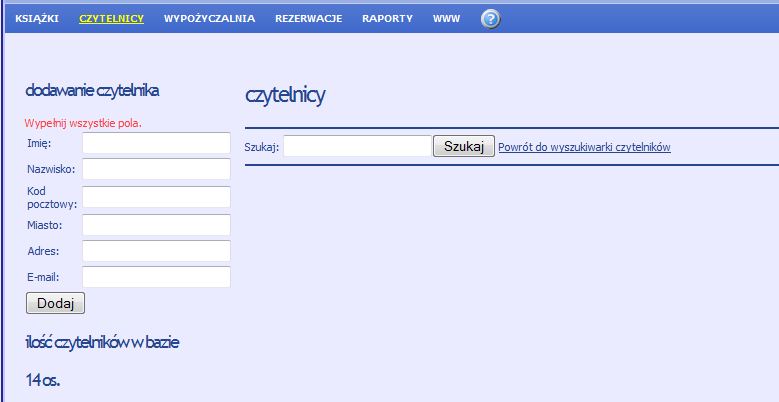 KSIĄŻKI CZYTELNICY WYPOŻYCZALNIA REZERWACJE RAPORTY WWW ?
dodawanie czytelnika
Wypełnij wszystkie pola.
Imię:
Nazwisko:
Kod
pocztowy:
Miasto:
Adres:
E-mail:
Dodaj
ilość czytelników w bazie
14 os.
czytelnicy
Szukaj: Szukaj Powrót do wyszukiwarki czytelników